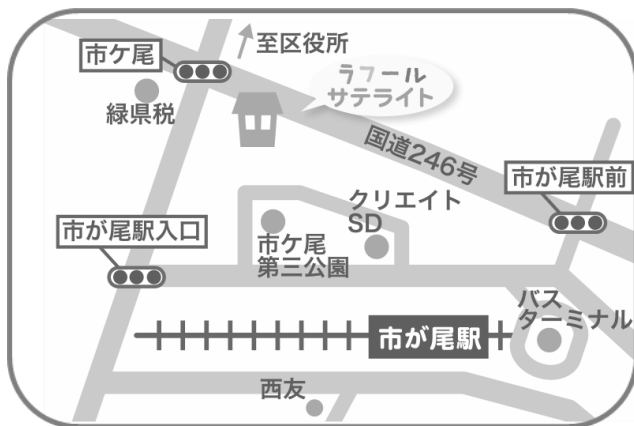 至区役所
市ケ尾
ラフール
サテライト
緑県税
国道246号
市が尾駅前
クリエイト
SD
市が尾駅入口
市ケ尾
第三公園
バス
ターミナル
市が尾駅
西友